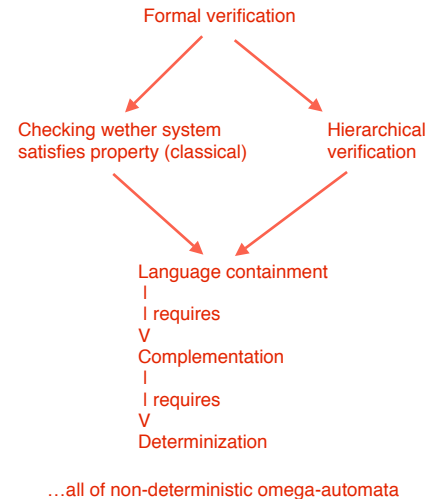 Formal verification
Checking wether system
satisfies property (classical)
Hierarchical
verification
Language containment
I
I requires
V
Complementation
I
I requires
V
Determinization
…all of non-deterministic omega-automata